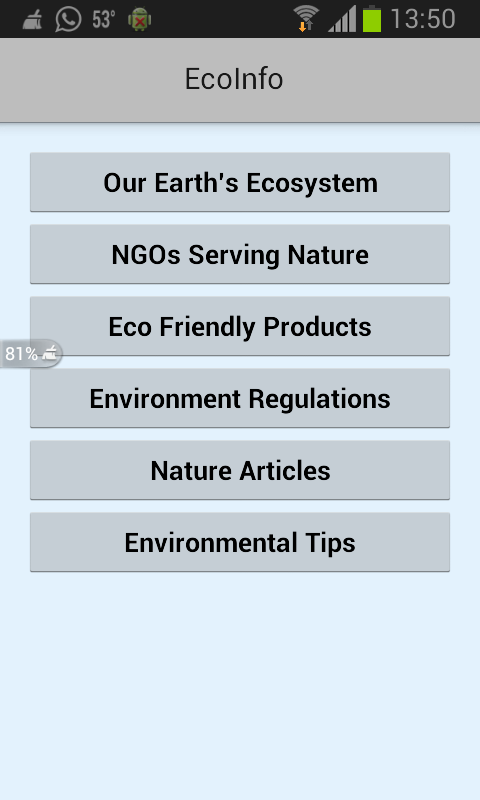 53° 13:50
EcoInfo
Our Earth's Ecosystem
NGOs Serving Nature
Eco Friendly Products
81%
Environment Regulations
Nature Articles
Environmental Tips